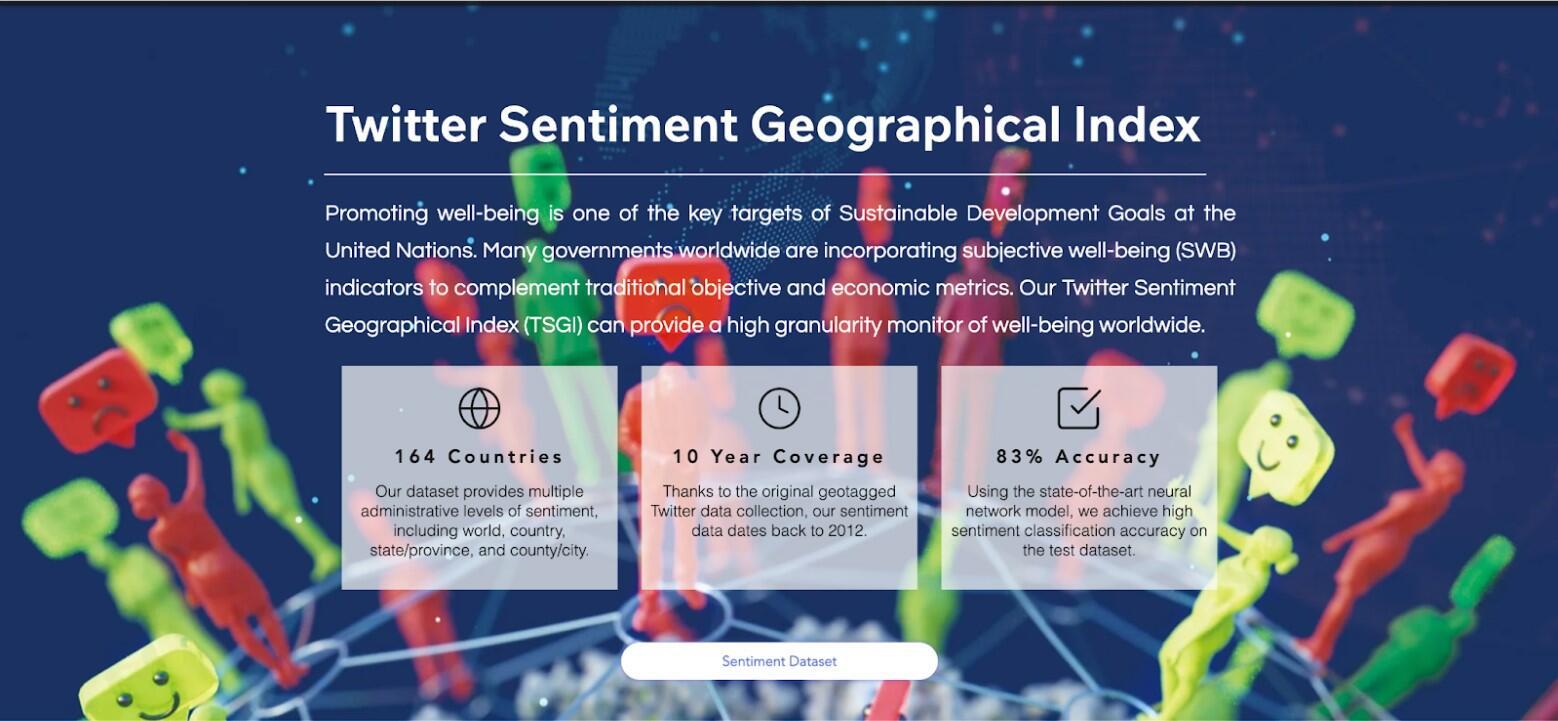 Twitter Sentiment Geographical Index
Promoting well-being is one of the key targets of Sustainable Development Goals at the
United Nations. Many governments worldwide are incorporating subjective well-being (SWB)
indicators to complement traditional objective and economic metrics. Our Twitter Sentiment
Geographical Index (TSGI) can provide a high granularity monitor of well-being worldwide.
164 Countries
Our dataset provides multiple
administrative levels of sentiment,
including world, country,
state/province, and county/city.
10 Year Coverage
Thanks to the original geotagged
Twitter data collection, our sentiment
data dates back to 2012.
83% Accuracy
Using the state-of-the-art neural
network model, we achieve high
sentiment classification accuracy on
the test dataset.
Sentiment Dataset